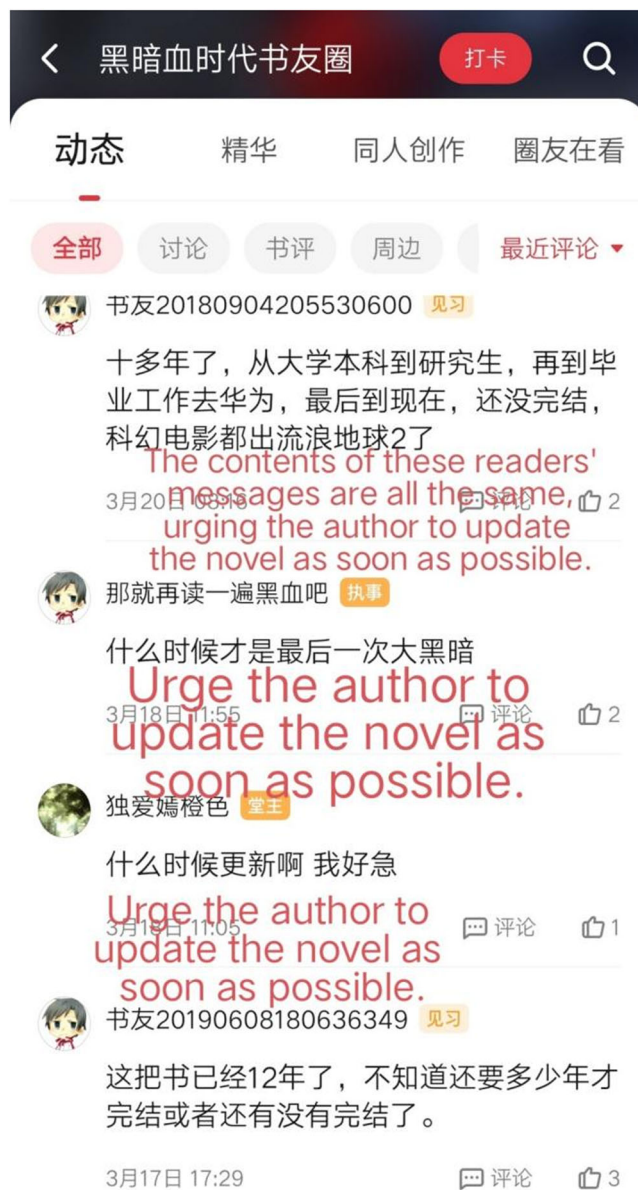 黑暗血时代书友圈
打卡
动态 精华 同人创作 圈友在看
全部 讨论 书评 周边 最近评论
书友20180904205530600 见习
十多年了，从大学本科到研究生，再到毕
业工作去华为，最后到现在，还没完结，
科幻电影都出流浪地球2了
The contents of these readers'
messages are all the same,
urging the author to update
the novel as soon as possible.
3月20日 08:16 评论 2
那就再读一遍黑血吧 执事
什么时候才是最后一次大黑暗
Urge the author to
update the novel as
soon as possible.
3月18日 11:55 评论 2
独爱嫣橙色 堂主
什么时候更新啊 我好急
Urge the author to
update the novel as
soon as possible.
3月18日 11:05 评论 1
书友20190608180636349 见习
这把书已经12年了，不知道还要多少年才
完结或者还有没有完结了。
3月17日 17:29 评论 3